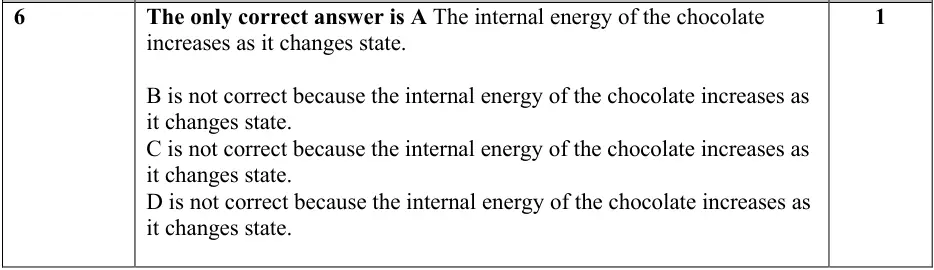 6 The only correct answer is A The internal energy of the chocolate 1
increases as it changes state.
B is not correct because the internal energy of the chocolate increases as
it changes state.
C is not correct because the internal energy of the chocolate increases as
it changes state.
D is not correct because the internal energy of the chocolate increases as
it changes state.